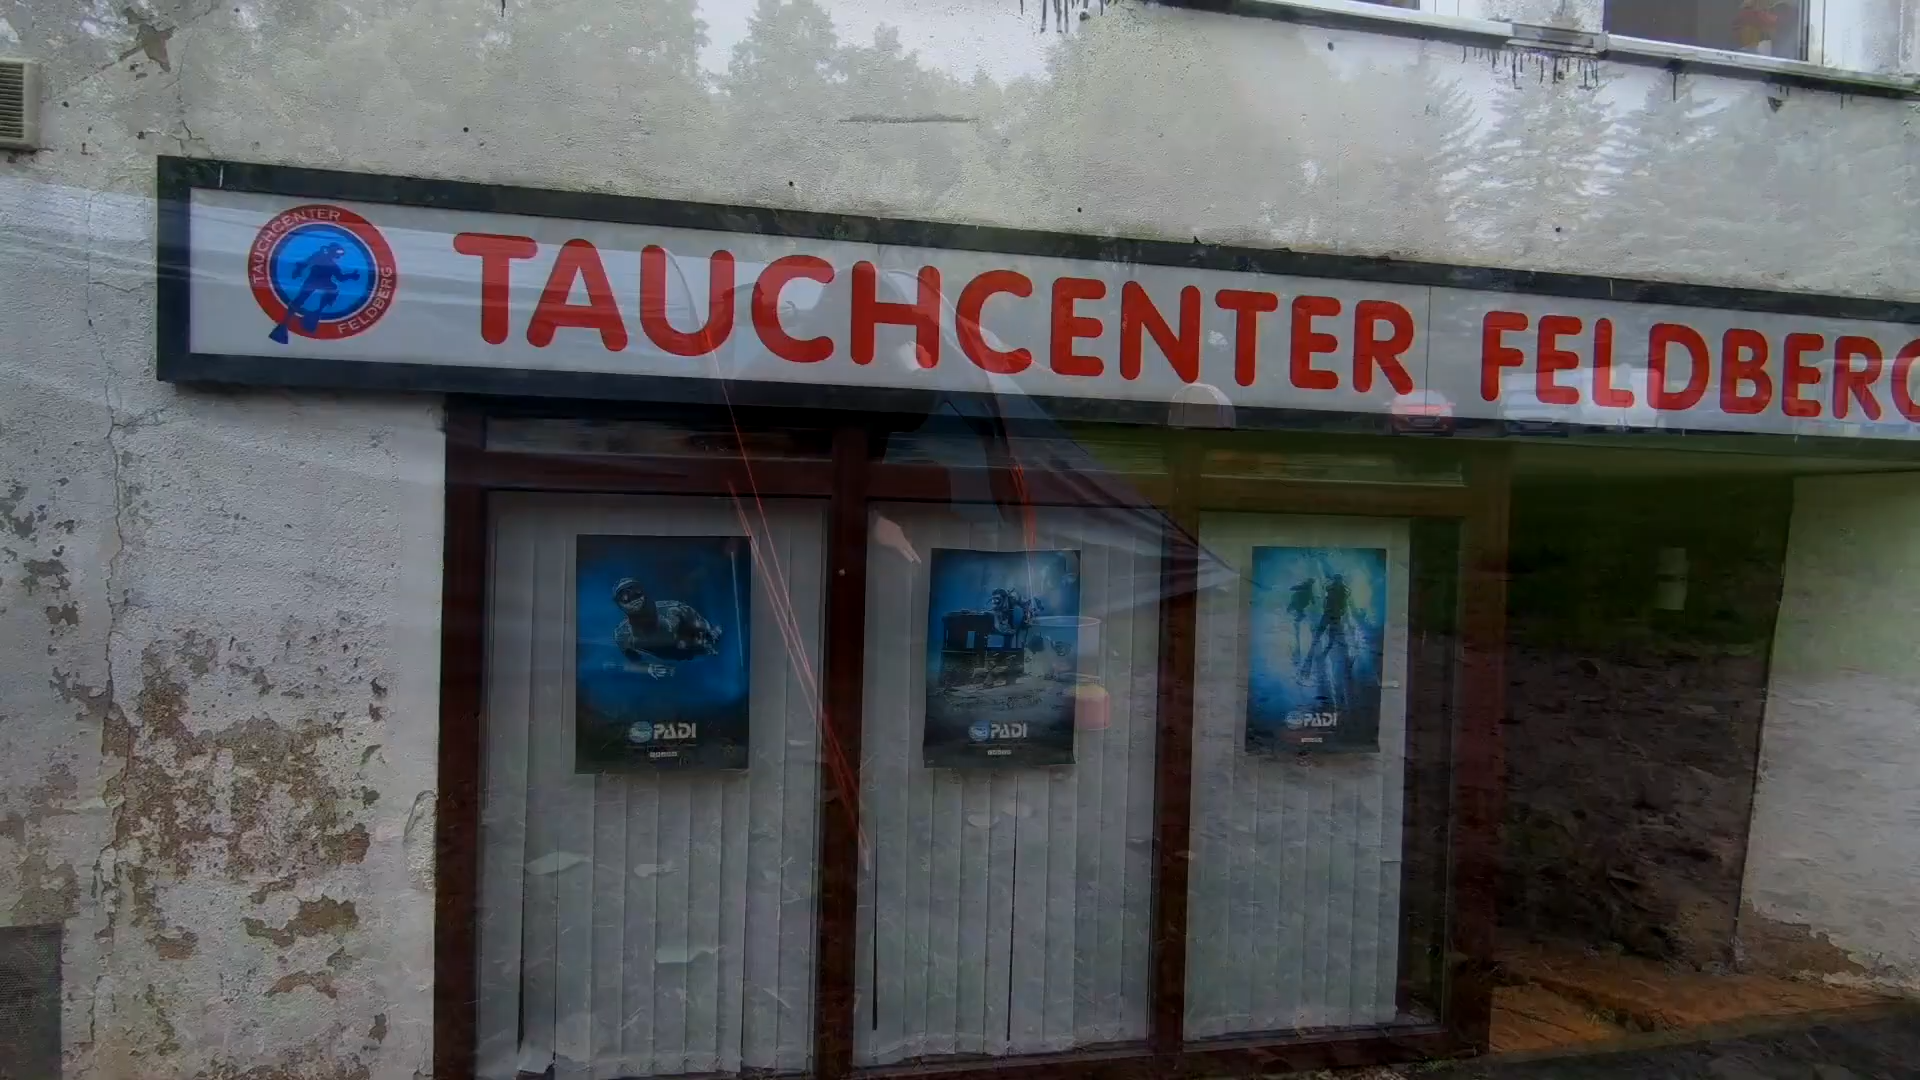 TAUCHCENTER
FELDBERG
TAUCHCENTER FELDBERG
PADI
PADI
PADI